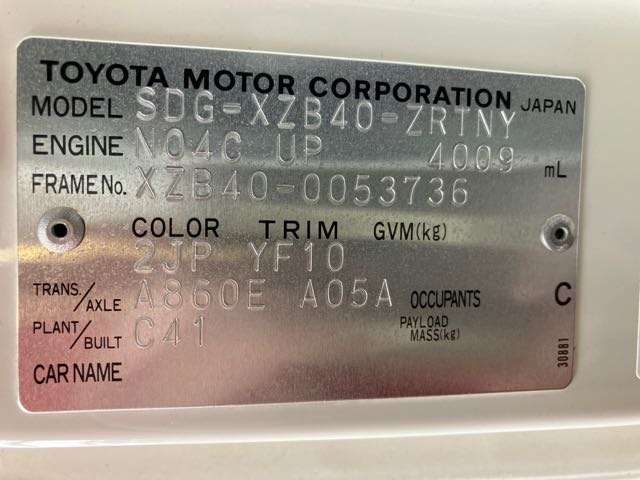 TOYOTA MOTOR CORPORATION JAPAN
MODEL SDG-XZB40-ZRTNY
ENGINE N04C UP 4009 mL
FRAME No. XZB40-0053736
COLOR TRIM GVM(kg)
2JP YF10
TRANS./AXLE A860E A05A OCCUPANTS C
PLANT/BUILT C41 PAYLOAD MASS(kg)
CAR NAME
30881